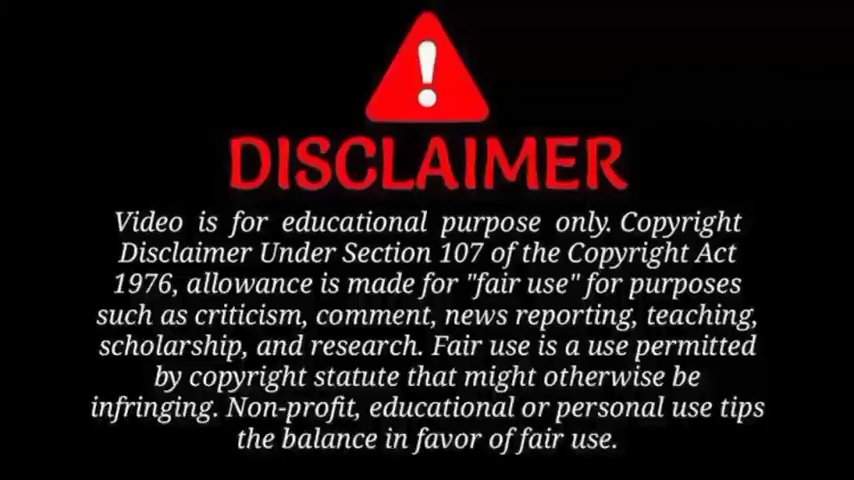 DISCLAIMER
Video is for educational purpose only. Copyright
Disclaimer Under Section 107 of the Copyright Act
1976, allowance is made for "fair use" for purposes
such as criticism, comment, news reporting, teaching,
scholarship, and research. Fair use is a use permitted
by copyright statute that might otherwise be
infringing. Non-profit, educational or personal use tips
the balance in favor of fair use.